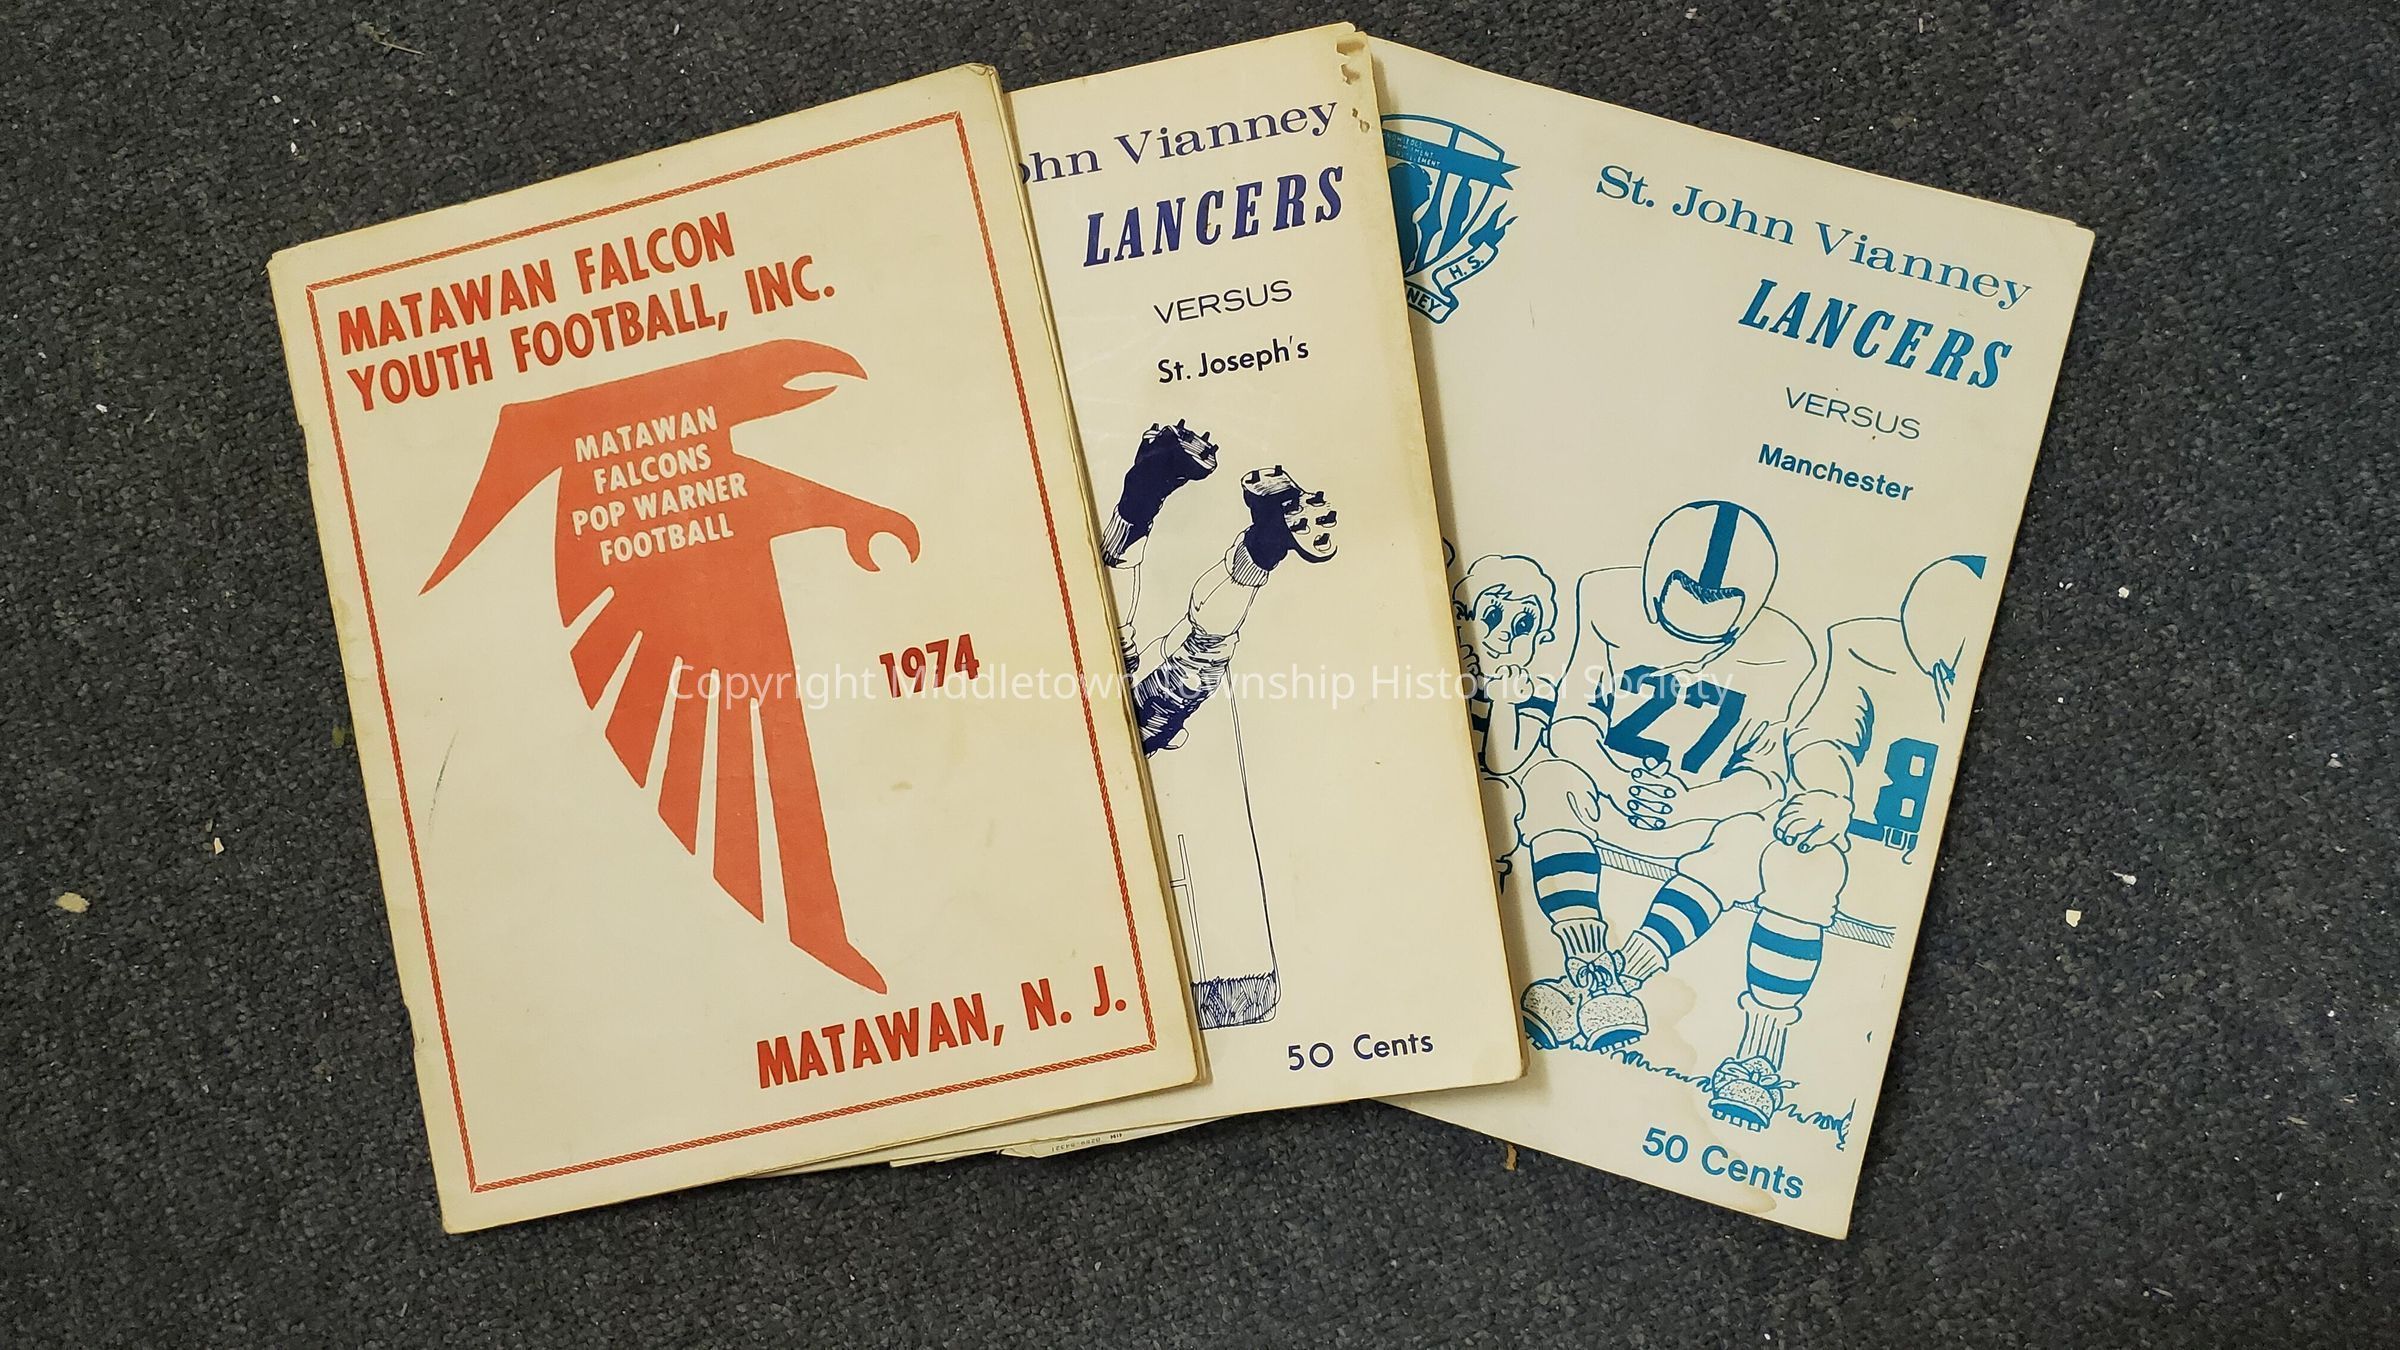 MATAWAN FALCON
YOUTH FOOTBALL, INC.
MATAWAN
FALCONS
POP WARNER
FOOTBALL
1974
MATAWAN, N. J.
John Vianney
LANCERS
VERSUS
St. Joseph's
50 Cents
H. S.
St. John Vianney
LANCERS
VERSUS
Manchester
27
8
50 Cents
Copyright Middletown Township Historical Society